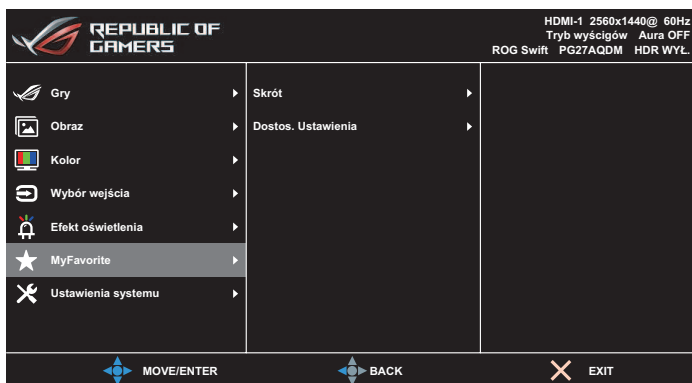 REPUBLIC OF
GAMERS
HDMI-1 2560x1440@ 60Hz
Tryb wyścigów Aura OFF
ROG Swift PG27AQDM HDR WYŁ.
Gry
Obraz
Kolor
Wybór wejścia
Efekt oświetlenia
MyFavorite
Ustawienia systemu
Skrót
Dostos. Ustawienia
MOVE/ENTER
BACK
EXIT